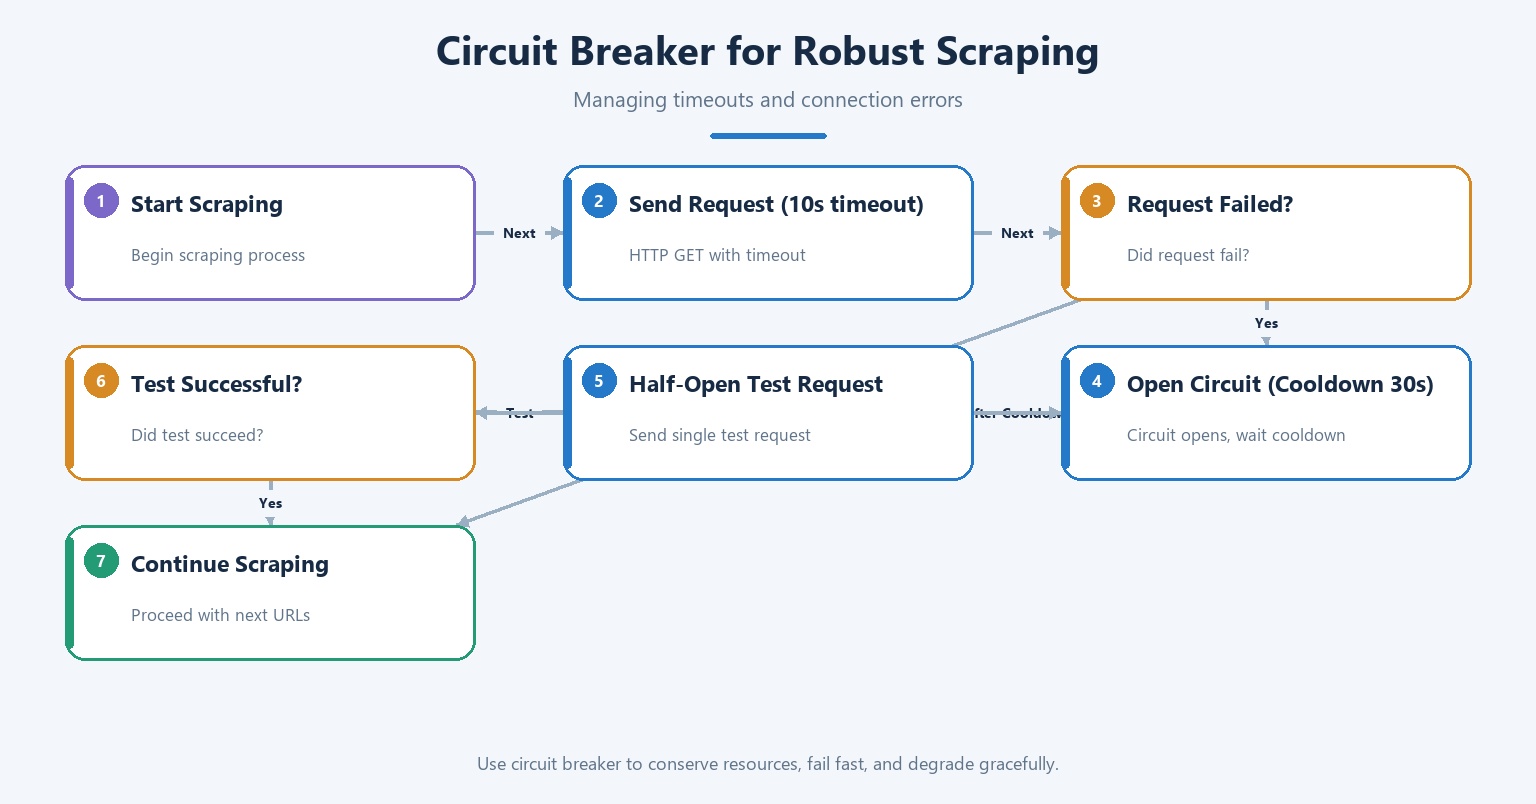 Circuit Breaker for Robust Scraping
Managing timeouts and connection errors
1
Start Scraping
Begin scraping process
Next
2
Send Request (10s timeout)
HTTP GET with timeout
Next
3
Request Failed?
Did request fail?
Yes
6
Test Successful?
Did test succeed?
Test
5
Half-Open Test Request
Send single test request
4
Open Circuit (Cooldown 30s)
Circuit opens, wait cooldown
Yes
7
Continue Scraping
Proceed with next URLs
Use circuit breaker to conserve resources, fail fast, and degrade gracefully.